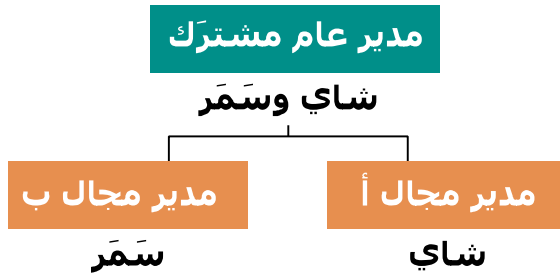 مدير عام مشترَك
شاي وسَمَر
مدير مجال أ
مدير مجال ب
شاي
سَمَر